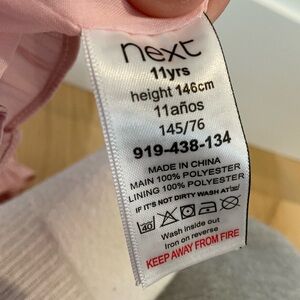 next
11yrs
height 146cm
11años
145/76
919-438-134
MADE IN CHINA
MAIN 100% POLYESTER
LINING 100% POLYESTER
IF IT'S NOT DIRTY WASH AT 30
40
Wash inside out
Iron on reverse
KEEP AWAY FROM FIRE